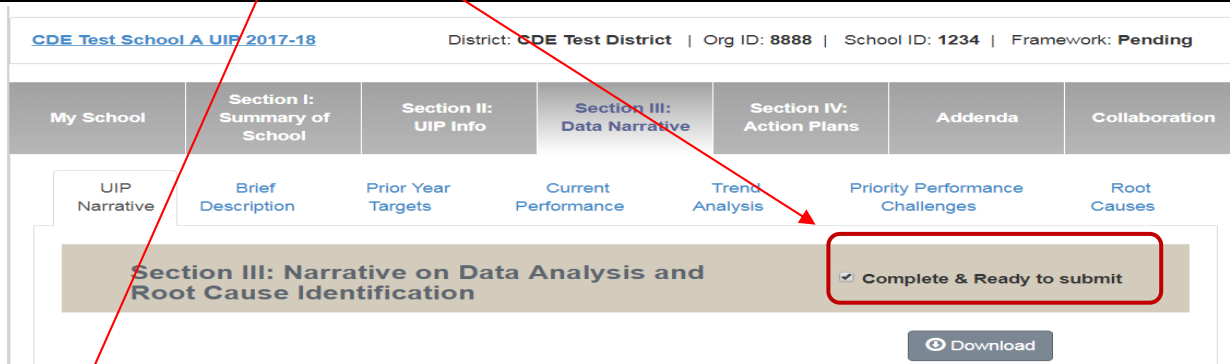 CDE Test School A UIP 2017-18 District: CDE Test District | Org ID: 8888 | School ID: 1234 | Framework: Pending
My School Section I: Summary of School Section II: UIP Info Section III: Data Narrative Section IV: Action Plans Addenda Collaboration
UIP Narrative Brief Description Prior Year Targets Current Performance Trend Analysis Priority Performance Challenges Root Causes
Section III: Narrative on Data Analysis and
Root Cause Identification
Complete & Ready to submit
Download